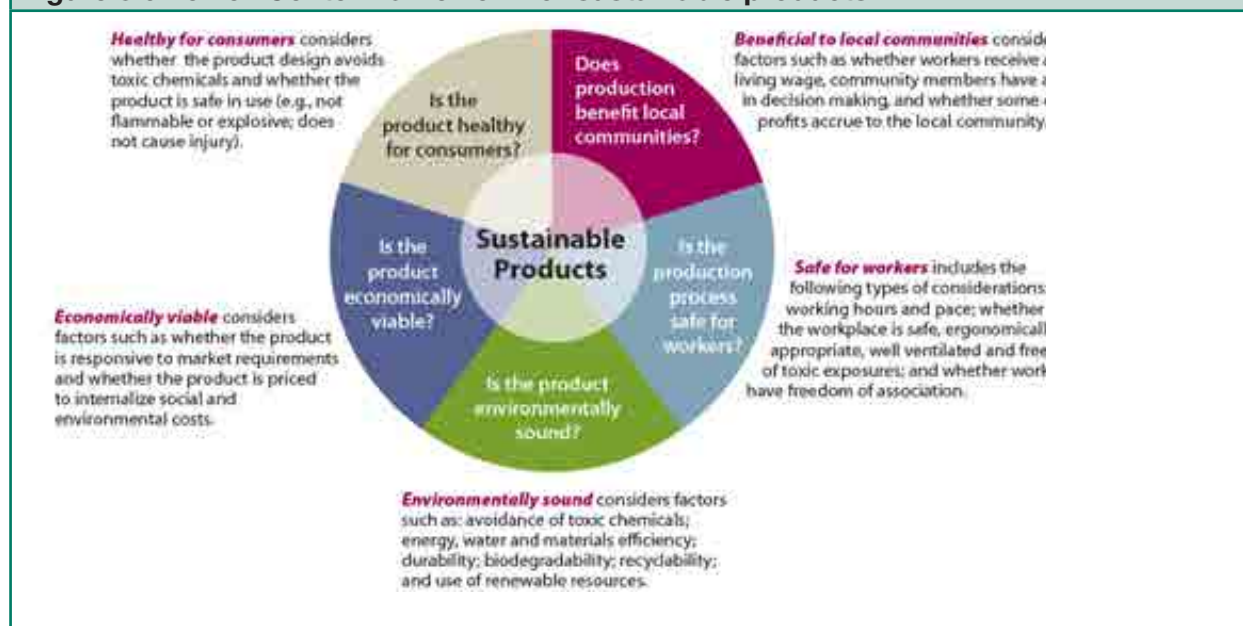 Healthy for consumers considers
whether the product design avoids
toxic chemicals and whether the
product is safe in use (e.g., not
flammable or explosive; does
not cause injury).
Is the
product healthy
for consumers?
Does
production
benefit local
communities?
Beneficial to local communities
factors such as whether workers receive
living wage, community members have
in decision making, and whether some
profits accrue to the local community.
Is the
product
economically
viable?
Sustainable
Products
Is the
production
process
safe for
workers?
Safe for workers includes the
following types of considerations
working hours and pace; whether
the workplace is safe,
appropriate, well ventilated and free
of toxic exposures; and whether
have freedom of association.
Economically viable considers
factors such as whether the product
is responsive to market requirements
and whether the product is priced
to internalize social and
environmental costs.
Is the product
environmentally
sound?
Environmentally sound considers factors
such as: avoidance of toxic chemicals;
energy, water and materials efficiency;
durability; biodegradability; recyclability;
and use of renewable resources.